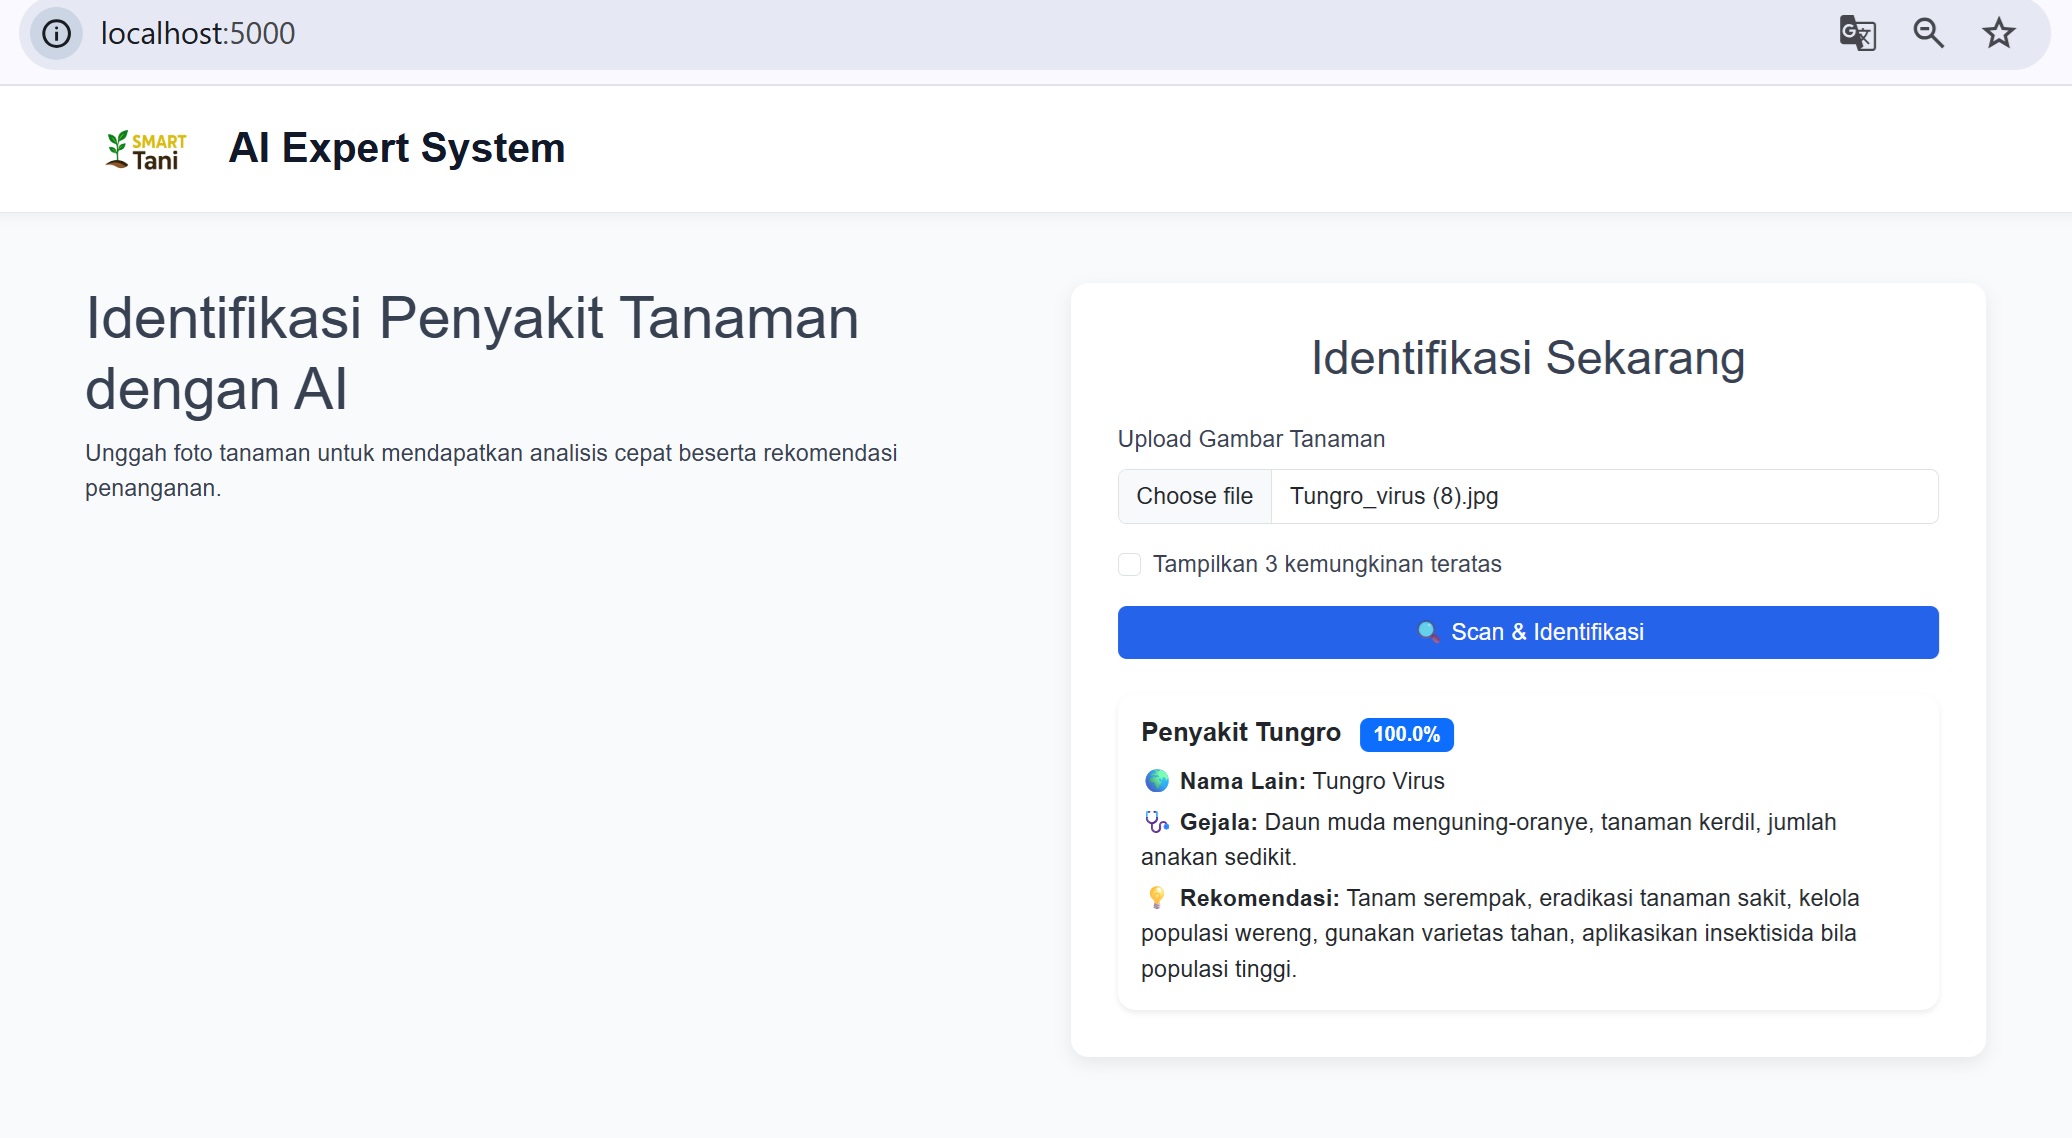 localhost:5000
SMART
Tani
AI Expert System
Identifikasi Penyakit Tanaman
dengan AI
Unggah foto tanaman untuk mendapatkan analisis cepat beserta rekomendasi
penanganan.
Identifikasi Sekarang
Upload Gambar Tanaman
Choose file Tungro_virus (8).jpg
Tampilkan 3 kemungkinan teratas
Scan & Identifikasi
Penyakit Tungro 100.0%
Nama Lain: Tungro Virus
Gejala: Daun muda menguning-oranye, tanaman kerdil, jumlah
anakan sedikit.
Rekomendasi: Tanam serempak, eradikasi tanaman sakit, kelola
populasi wereng, gunakan varietas tahan, aplikasikan insektisida bila
populasi tinggi.